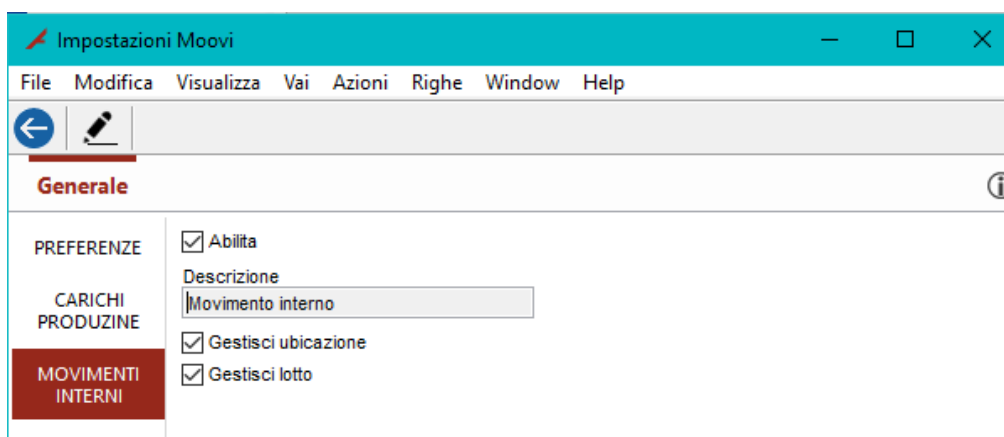 Impostazioni Moovi
File Modifica Visualizza Vai Azioni Righe Window Help
Generale
PREFERENZE
CARICHI
PRODUZINE
MOVIMENTI
INTERNI
Abilita
Descrizione
Movimento interno
Gestisci ubicazione
Gestisci lotto